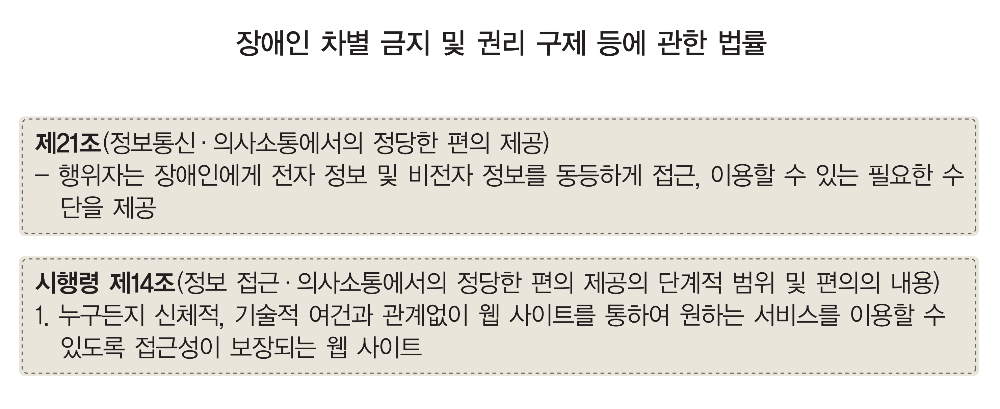 장애인 차별 금지 및 권리 구제 등에 관한 법률
제21조(정보통신·의사소통에서의 정당한 편의 제공)
– 행위자는 장애인에게 전자 정보 및 비전자 정보를 동등하게 접근, 이용할 수 있는 필요한 수
단을 제공
시행령 제14조(정보 접근·의사소통에서의 정당한 편의 제공의 단계적 범위 및 편의의 내용)
1. 누구든지 신체적, 기술적 여건과 관계없이 웹 사이트를 통하여 원하는 서비스를 이용할 수
있도록 접근성이 보장되는 웹 사이트